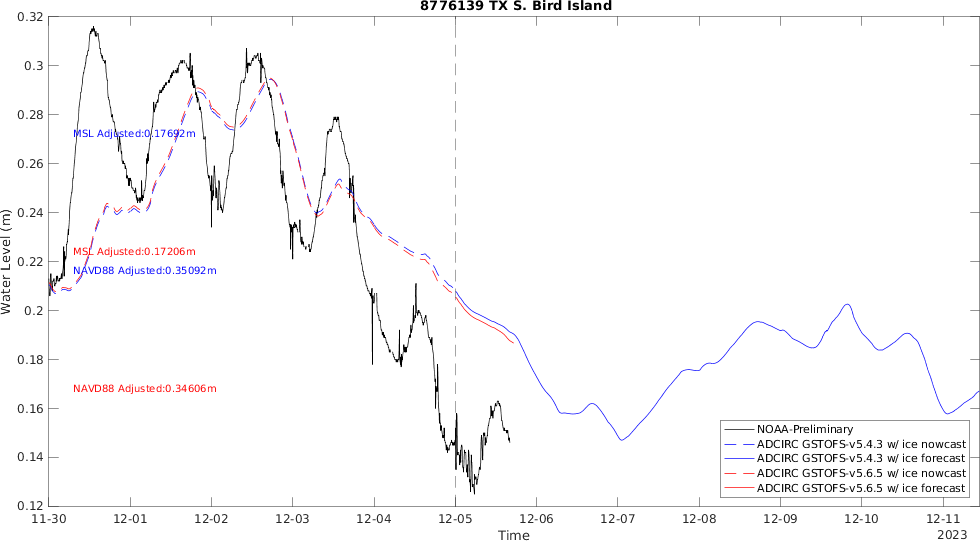 8776139 TX S. Bird Island
Water Level (m)
0.32
0.3
0.28
0.26
0.24
0.22
0.2
0.18
0.16
0.14
0.12
MSL Adjusted:0.17692m
MSL Adjusted:0.17206m
NAVD88 Adjusted:0.35092m
NAVD88 Adjusted:0.34606m
NOAA-Preliminary
ADCIRC GSTOFS-v5.4.3 w/ ice nowcast
ADCIRC GSTOFS-v5.4.3 w/ ice forecast
ADCIRC GSTOFS-v5.6.5 w/ ice nowcast
ADCIRC GSTOFS-v5.6.5 w/ ice forecast
11-30 12-01 12-02 12-03 12-04 12-05 12-06 12-07 12-08 12-09 12-10 12-11
Time
2023